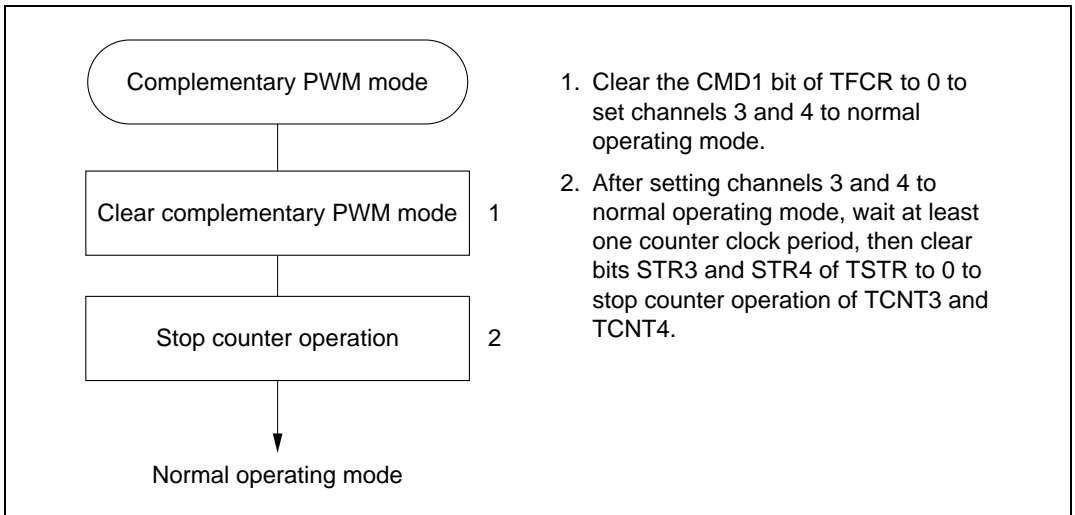 Complementary PWM mode
Clear complementary PWM mode 1
Stop counter operation 2
Normal operating mode
1. Clear the CMD1 bit of TFCR to 0 to
set channels 3 and 4 to normal
operating mode.
2. After setting channels 3 and 4 to
normal operating mode, wait at least
one counter clock period, then clear
bits STR3 and STR4 of TSTR to 0 to
stop counter operation of TCNT3 and
TCNT4.